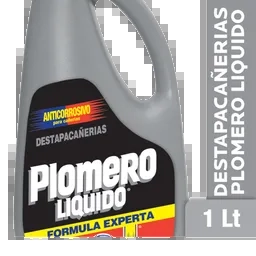 ANTICORROSIVO
para cañerías
DESTAPACAÑERIAS
Plomero
LIQUIDO
FORMULA EXPERTA
DESTAPACAÑERIAS
PLOMERO LIQUIDO
1 Lt